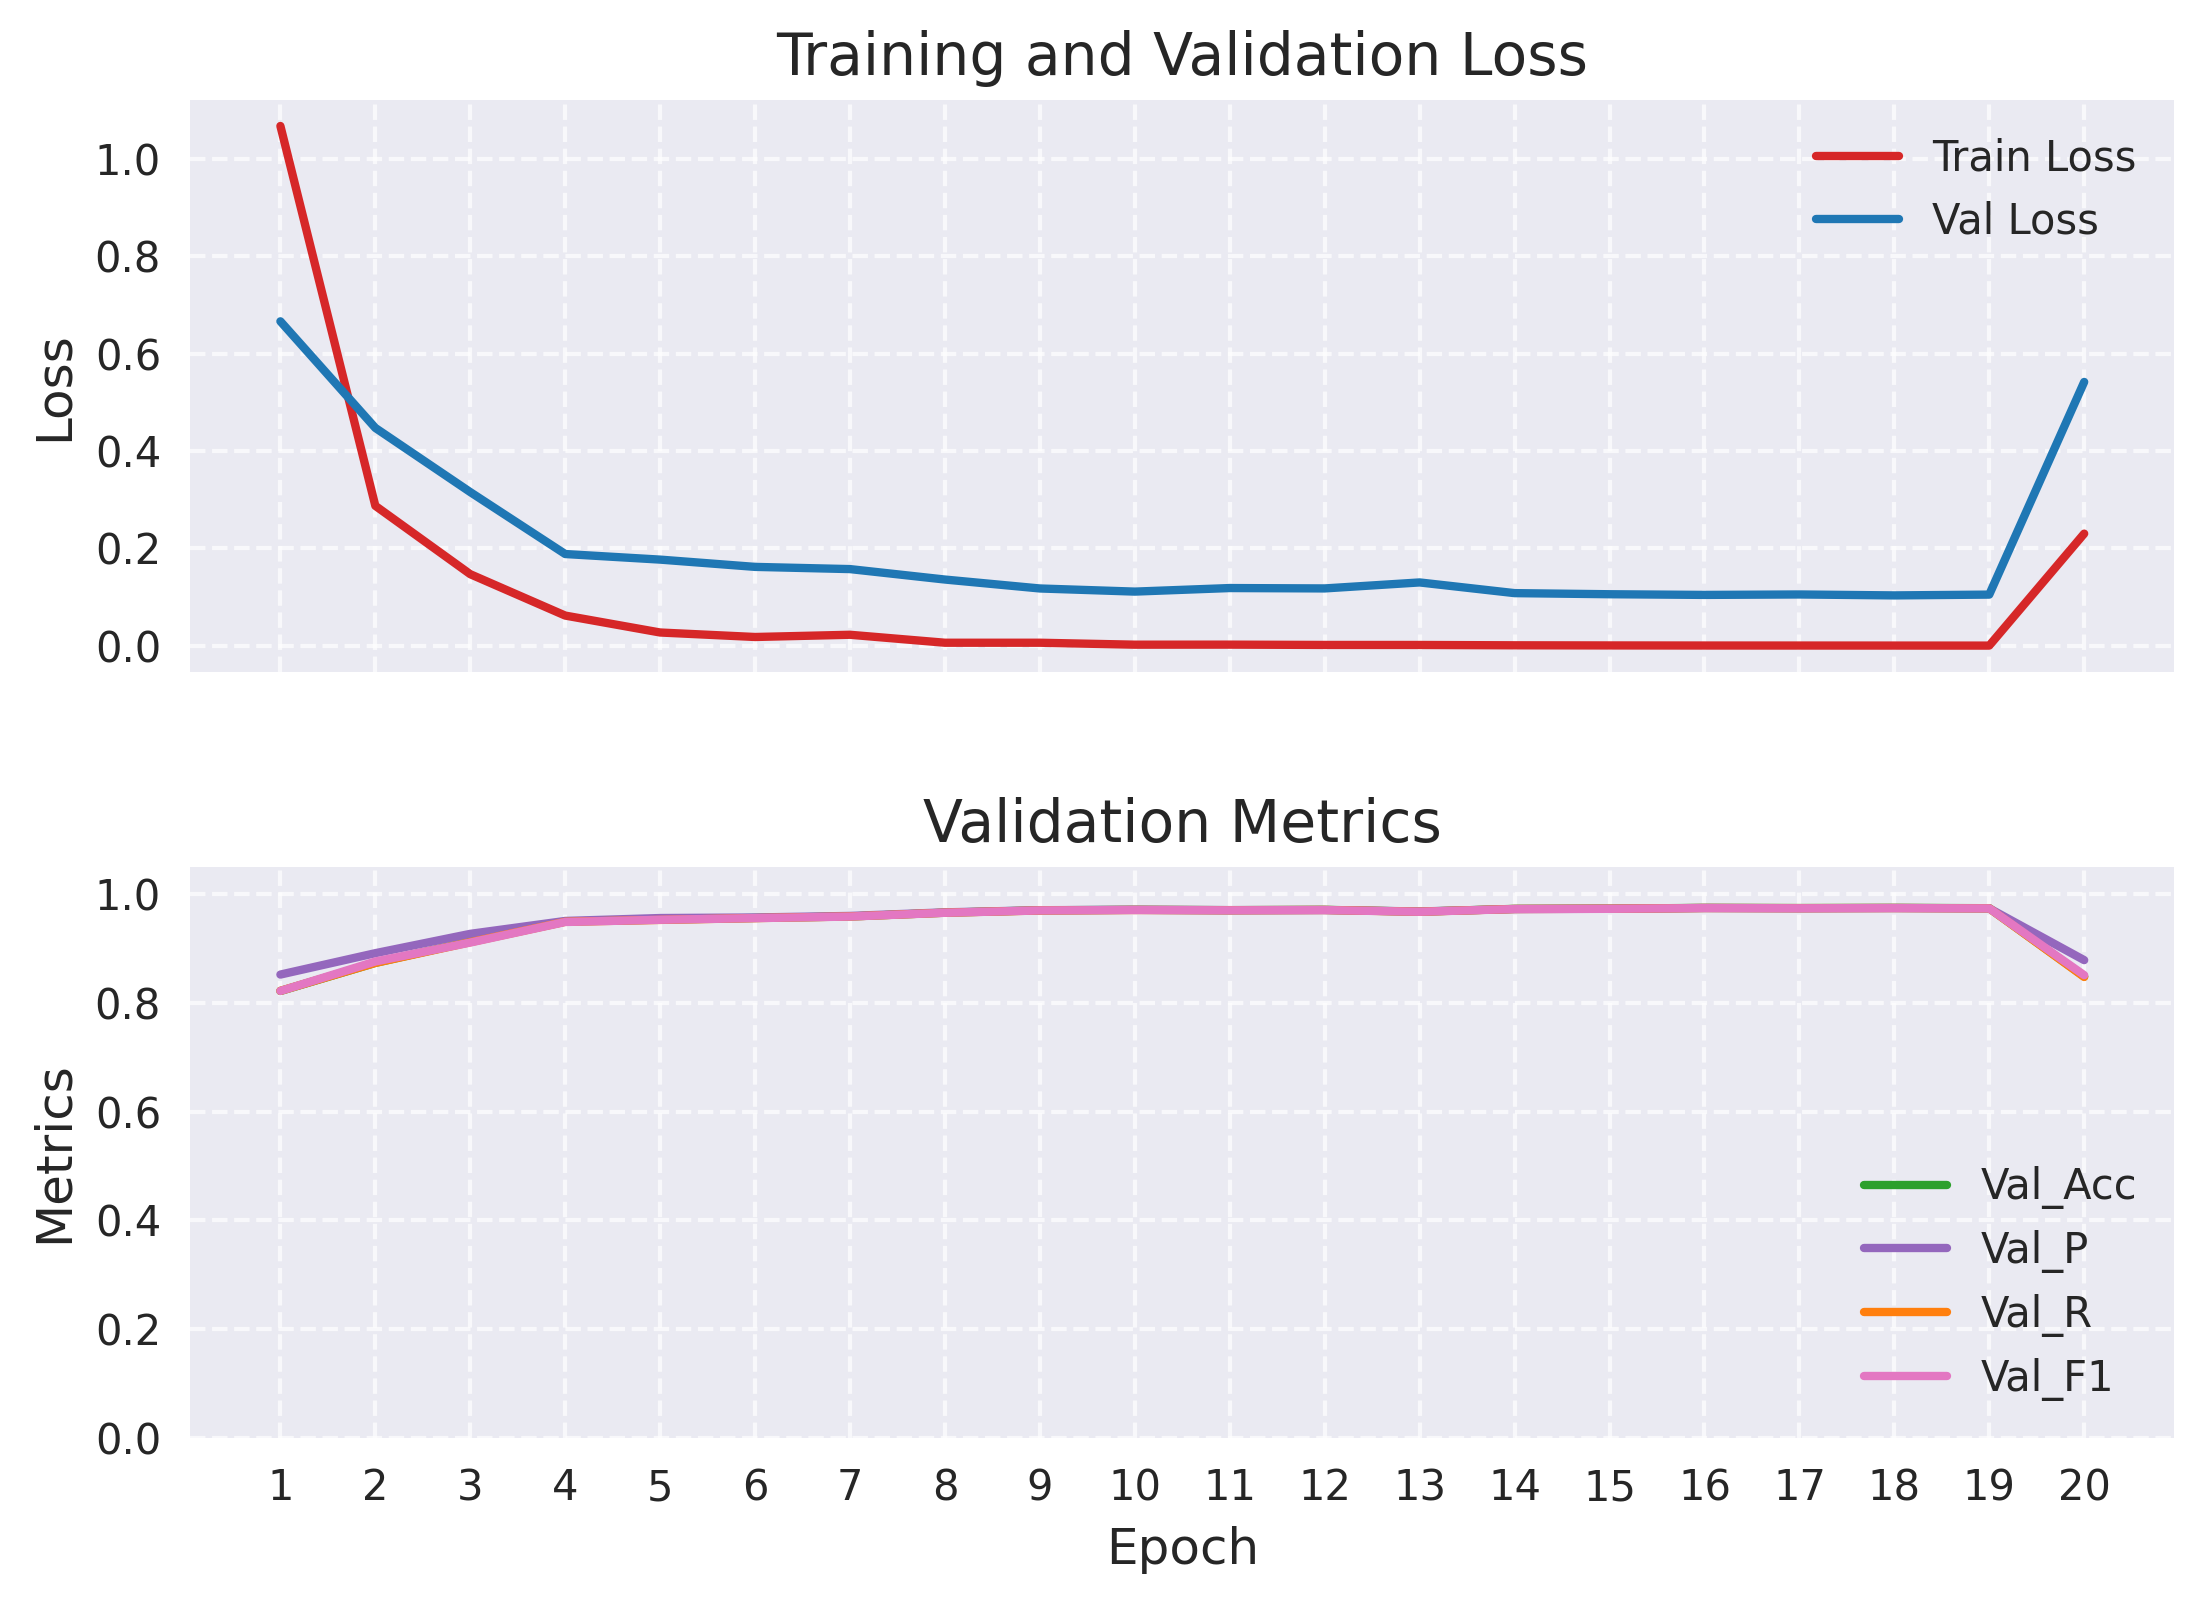 Training and Validation Loss
1.0
0.8
0.6
0.4
0.2
0.0
Loss
Train Loss
Val Loss
Validation Metrics
1.0
0.8
0.6
0.4
0.2
0.0
Metrics
Val_Acc
Val_P
Val_R
Val_F1
1 2 3 4 5 6 7 8 9 10 11 12 13 14 15 16 17 18 19 20
Epoch